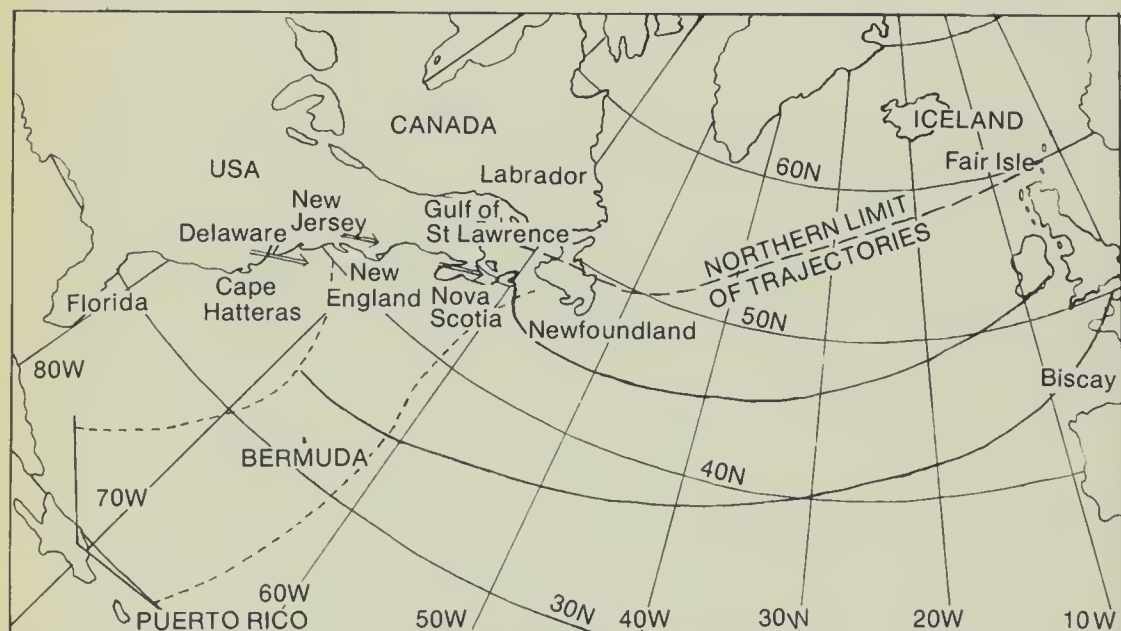 ICELAND
CANADA
Fair Isle
USA
Labrador
60N
New
Jersey
Gulf of
St Lawrence
NORTHERN LIMIT
OF TRAJECTORIES
Delaware
Florida
Cape
Hatteras
New
England
Nova
Scotia
Newfoundland
50N
80W
Biscay
BERMUDA
40N
70W
60W
PUERTO RICO
50W
30N
40W
30N
20W
10W